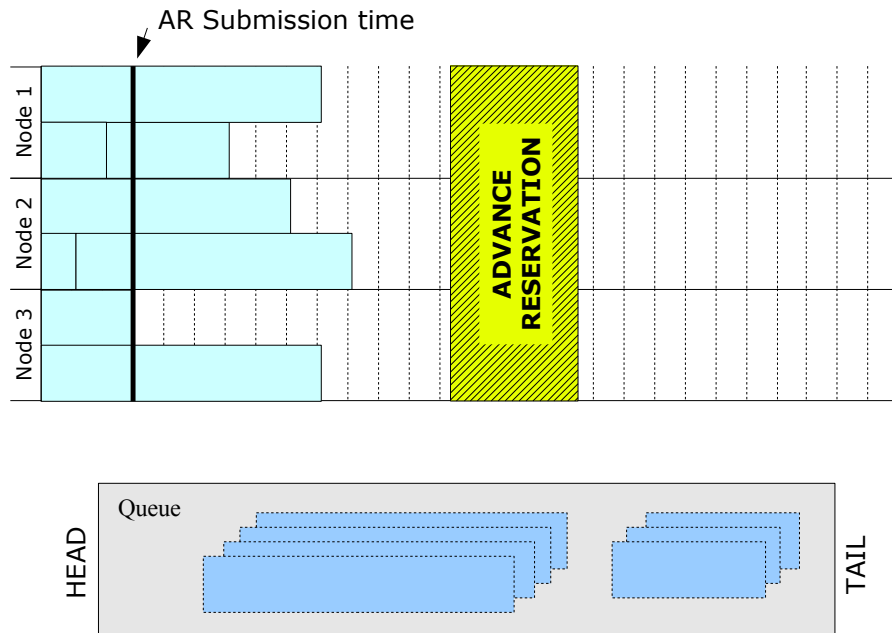 AR Submission time
Node 1
Node 2
Node 3
ADVANCE
RESERVATION
Queue
HEAD
TAIL